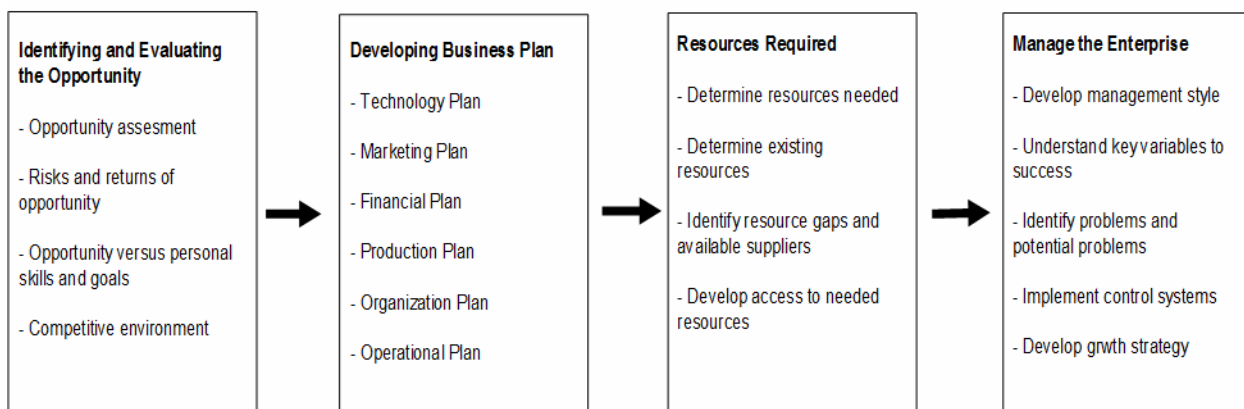 Identifying and Evaluating
the Opportunity
- Opportunity assesment
- Risks and returns of
opportunity
- Opportunity versus personal
skills and goals
- Competitive environment
Developing Business Plan
- Technology Plan
- Marketing Plan
- Financial Plan
- Production Plan
- Organization Plan
- Operational Plan
Resources Required
- Determine resources needed
- Determine existing
resources
- Identify resource gaps and
available suppliers
- Develop access to needed
resources
Manage the Enterprise
- Develop management style
- Understand key variables to
success
- Identify problems and
potential problems
- Implement control systems
- Develop grwth strategy